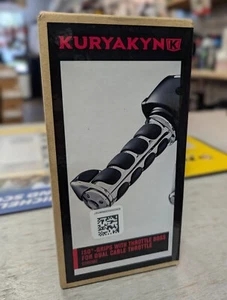 KURYAKYN K
ISO®-GRIPS WITH THROTTLE BOSS
FOR DUAL CABLE THROTTLE